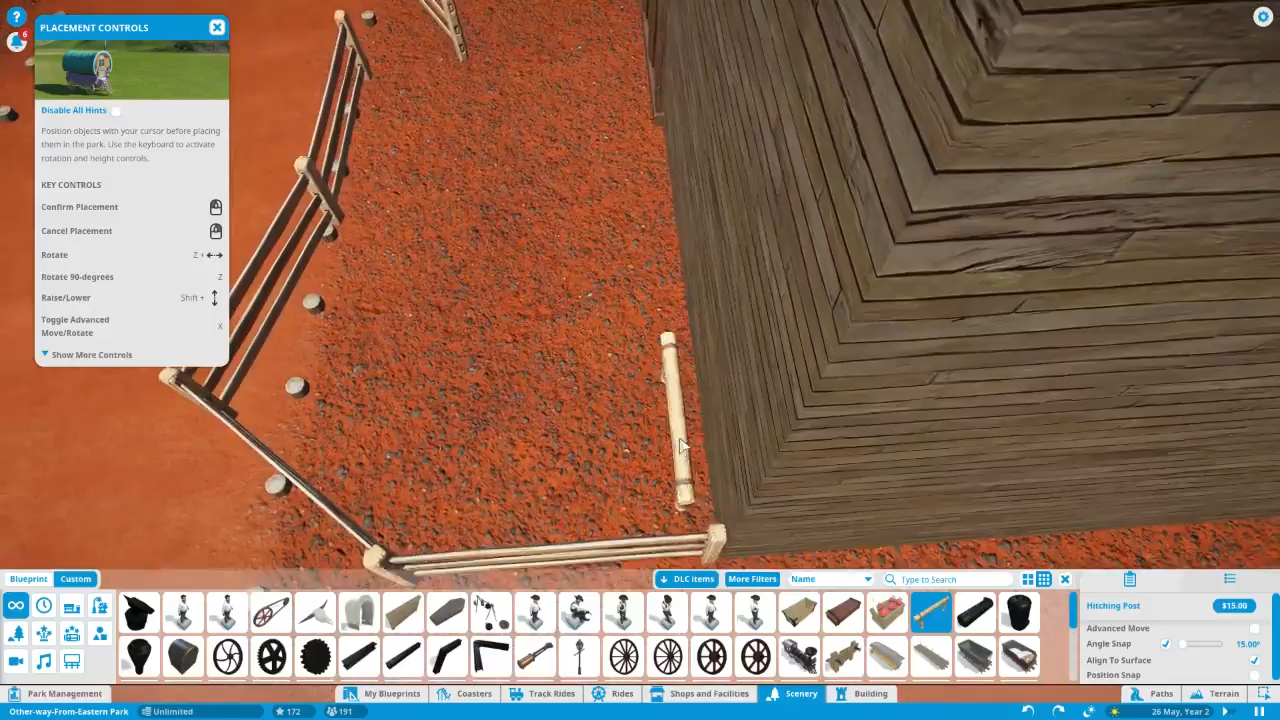 ?
6
PLACEMENT CONTROLS
Disable All Hints
Position objects with your cursor before placing
them in the park. Use the keyboard to activate
rotation and height controls.
KEY CONTROLS
Confirm Placement
Cancel Placement
Rotate Z +
Rotate 90-degrees Z
Raise/Lower Shift +
Toggle Advanced
Move/Rotate X
Show More Controls
Blueprint Custom DLC items More Filters Name Type to Search
Hitching Post $15.00
Advanced Move
Angle Snap 15.00°
Align To Surface
Position Snap
Park Management My Blueprints Coasters Track Rides Rides Shops and Facilities Scenery Building Paths Terrain
Other-way-From-Eastern Park Unlimited 172 191 26 May, Year 2